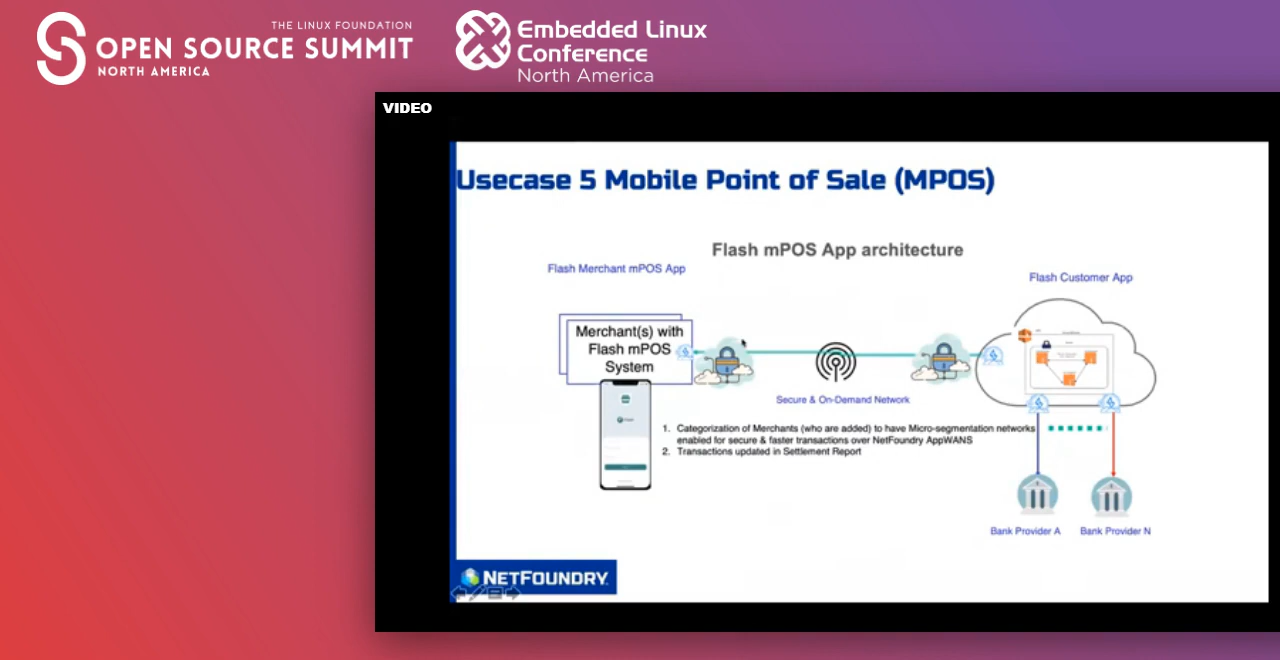 THE LINUX FOUNDATION
OPEN SOURCE SUMMIT
NORTH AMERICA
Embedded Linux
Conference
North America
VIDEO
Usecase 5 Mobile Point of Sale (MPOS)
Flash mPOS App architecture
Flash Merchant mPOS App
Flash Customer App
Merchant(s) with
Flash mPOS
System
Secure & On-Demand Network
1. Categorization of Merchants (who are added) to have Micro-segmentation networks
enabled for secure & faster transactions over NetFoundry AppWANS
2. Transactions updated in Settlement Report
Bank Provider A
Bank Provider N
NETFOUNDRY